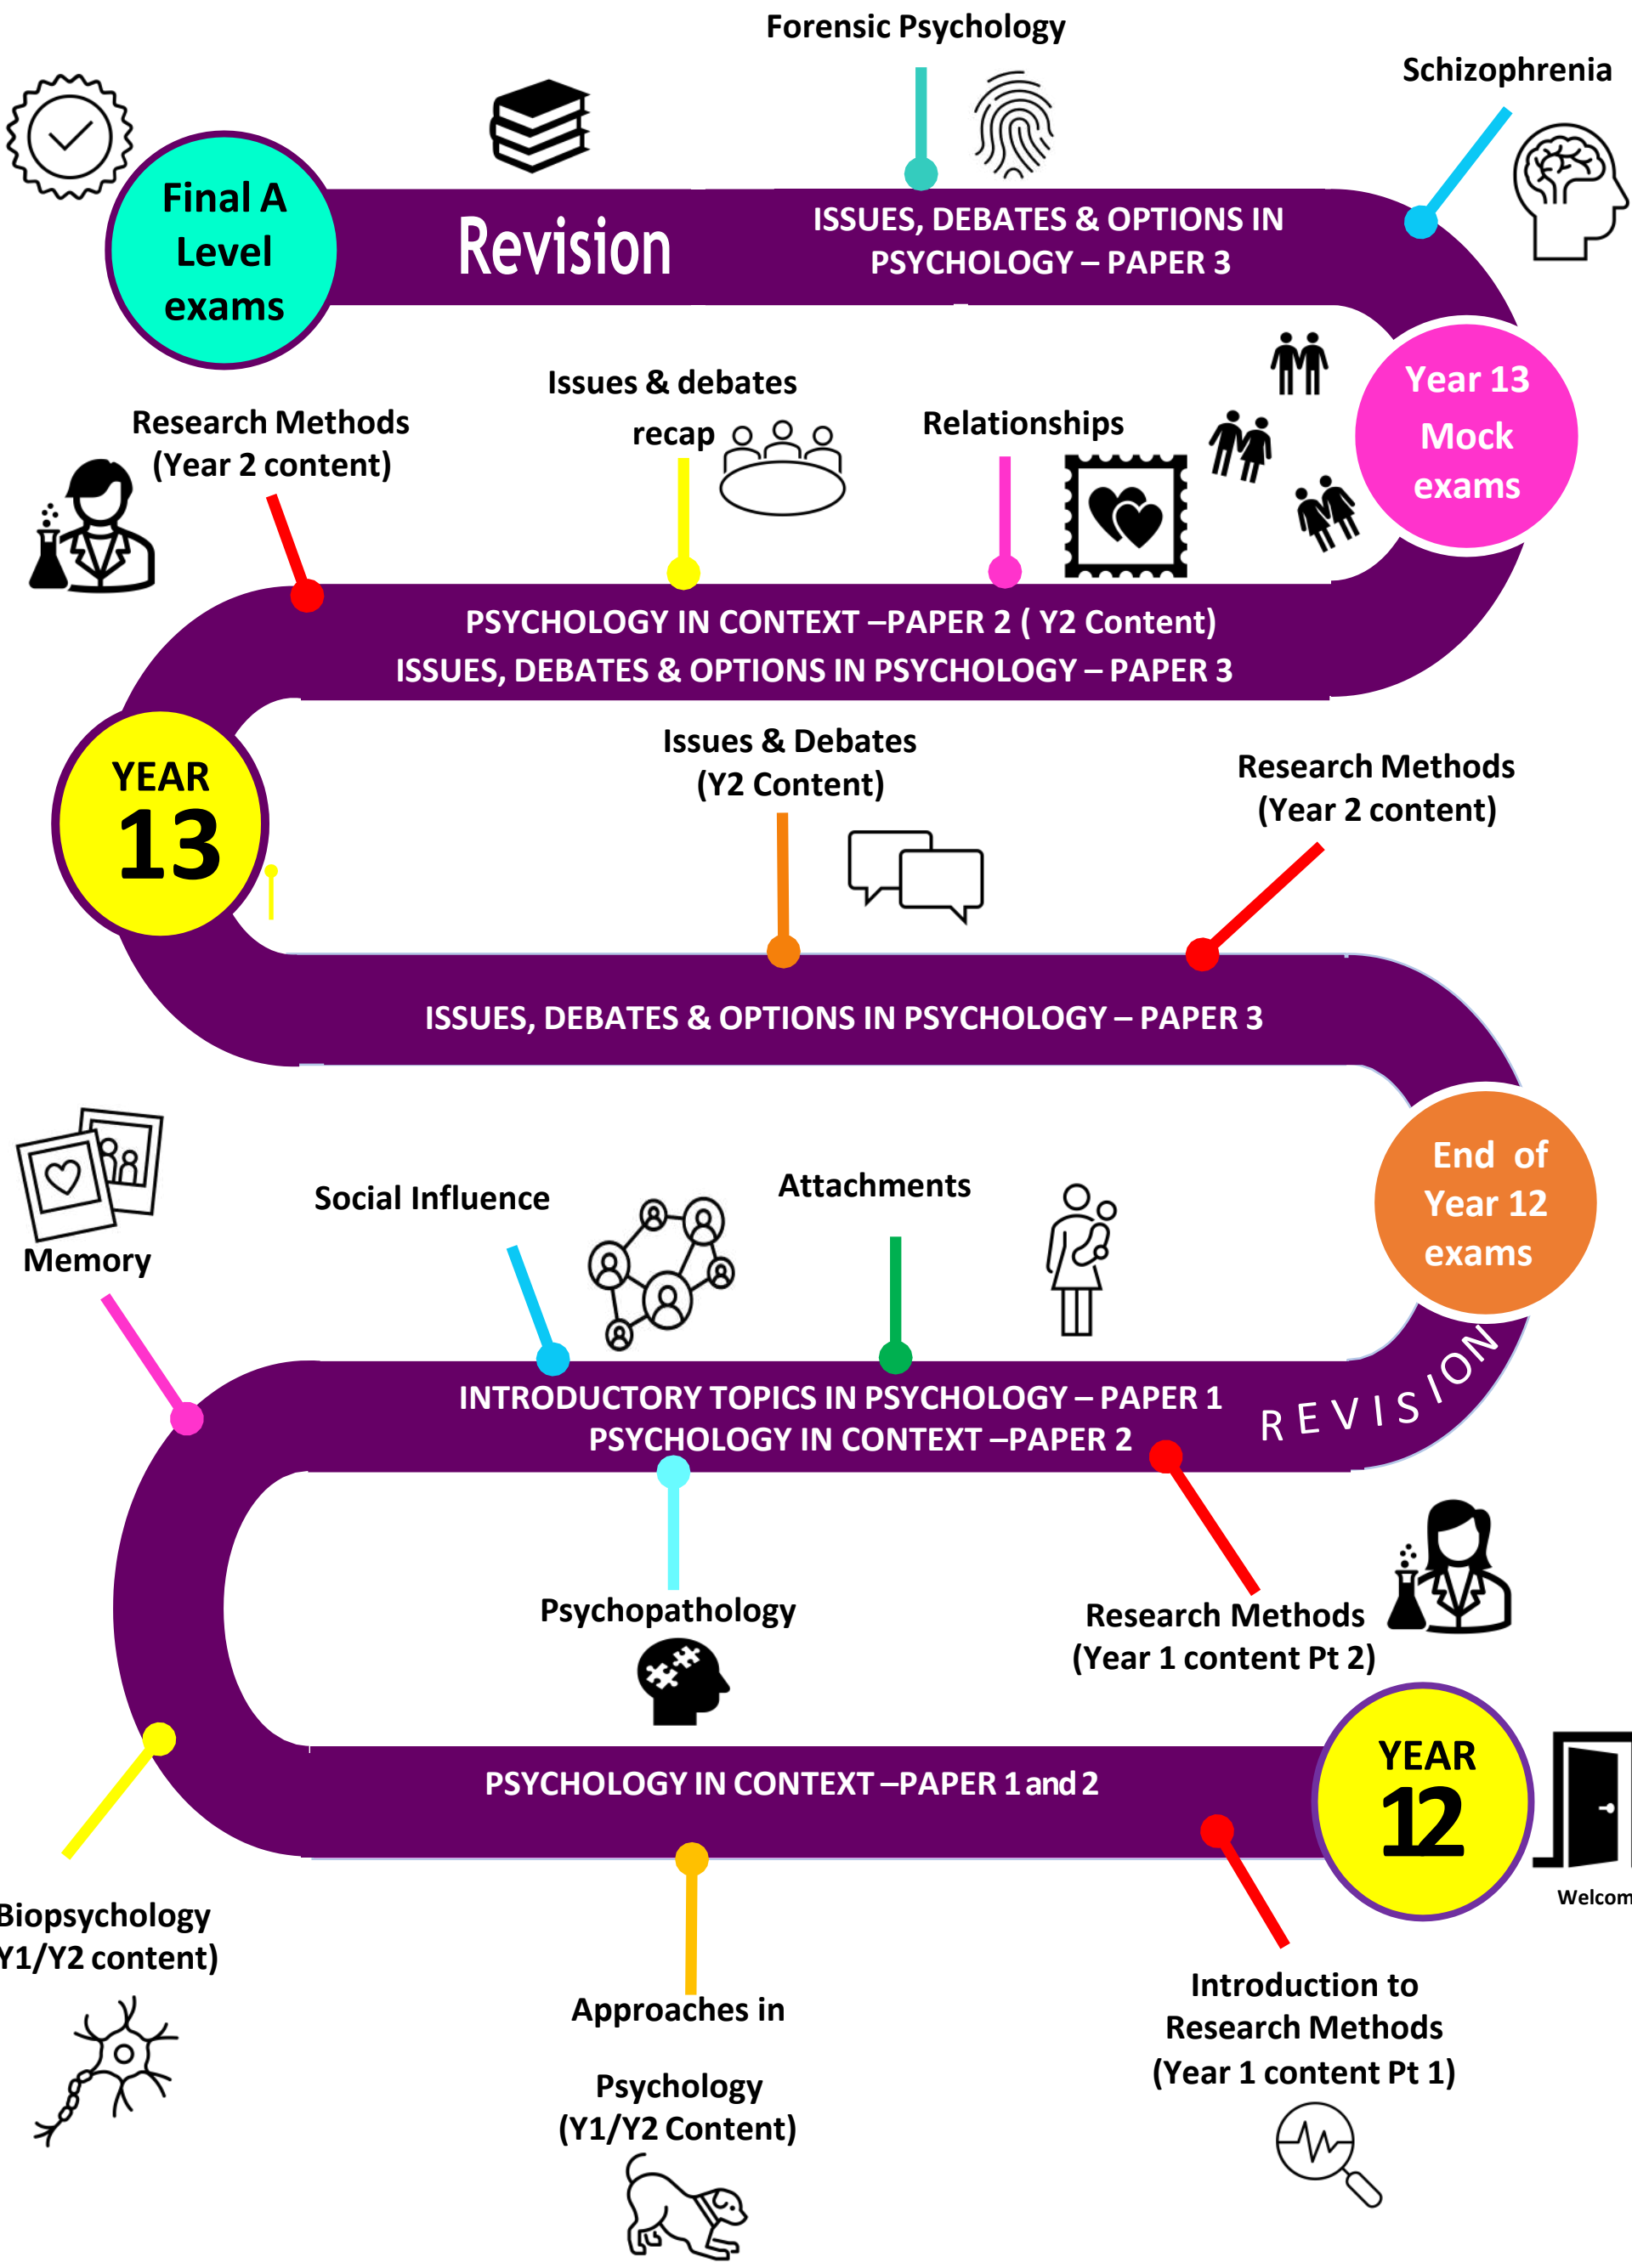 Forensic Psychology
Schizophrenia
Final A
Level
exams
Revision
ISSUES, DEBATES & OPTIONS IN
PSYCHOLOGY – PAPER 3
Year 13
Mock
exams
Issues & debates
recap
Relationships
Research Methods
(Year 2 content)
PSYCHOLOGY IN CONTEXT –PAPER 2 ( Y2 Content)
ISSUES, DEBATES & OPTIONS IN PSYCHOLOGY – PAPER 3
YEAR
13
Issues & Debates
(Y2 Content)
Research Methods
(Year 2 content)
ISSUES, DEBATES & OPTIONS IN PSYCHOLOGY – PAPER 3
End of
Year 12
exams
Memory
Social Influence
Attachments
INTRODUCTORY TOPICS IN PSYCHOLOGY – PAPER 1
PSYCHOLOGY IN CONTEXT –PAPER 2
REVISION
Psychopathology
Research Methods
(Year 1 content Pt 2)
PSYCHOLOGY IN CONTEXT –PAPER 1 and 2
YEAR
12
Welcom
Biopsychology
Y1/Y2 content)
Approaches in
Psychology
(Y1/Y2 Content)
Introduction to
Research Methods
(Year 1 content Pt 1)